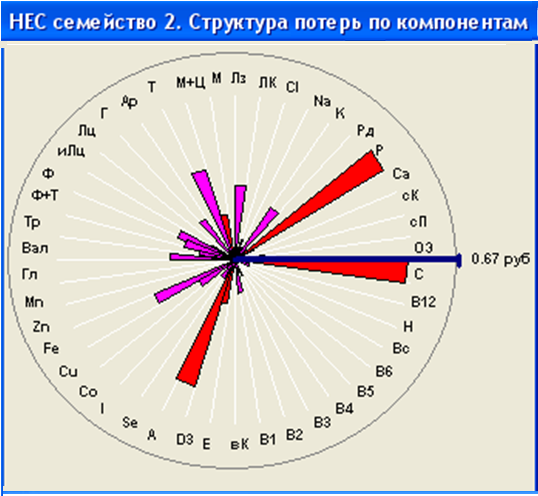 НЕС семейство 2. Структура потерь по компонентам
Лз
ЛК
Cl
Na
К
Рд
Р
Са
сК
сП
ОЭ
0.67 руб
С
В12
Н
Вс
В6
В5
В4
В3
В2
В1
вК
Е
D3
А
Se
I
Со
Cu
Fe
Zn
Mn
Гл
Вал
Тр
Ф+Т
Ф
иЛц
Лц
Г
Ар
Т
М+Ц
М